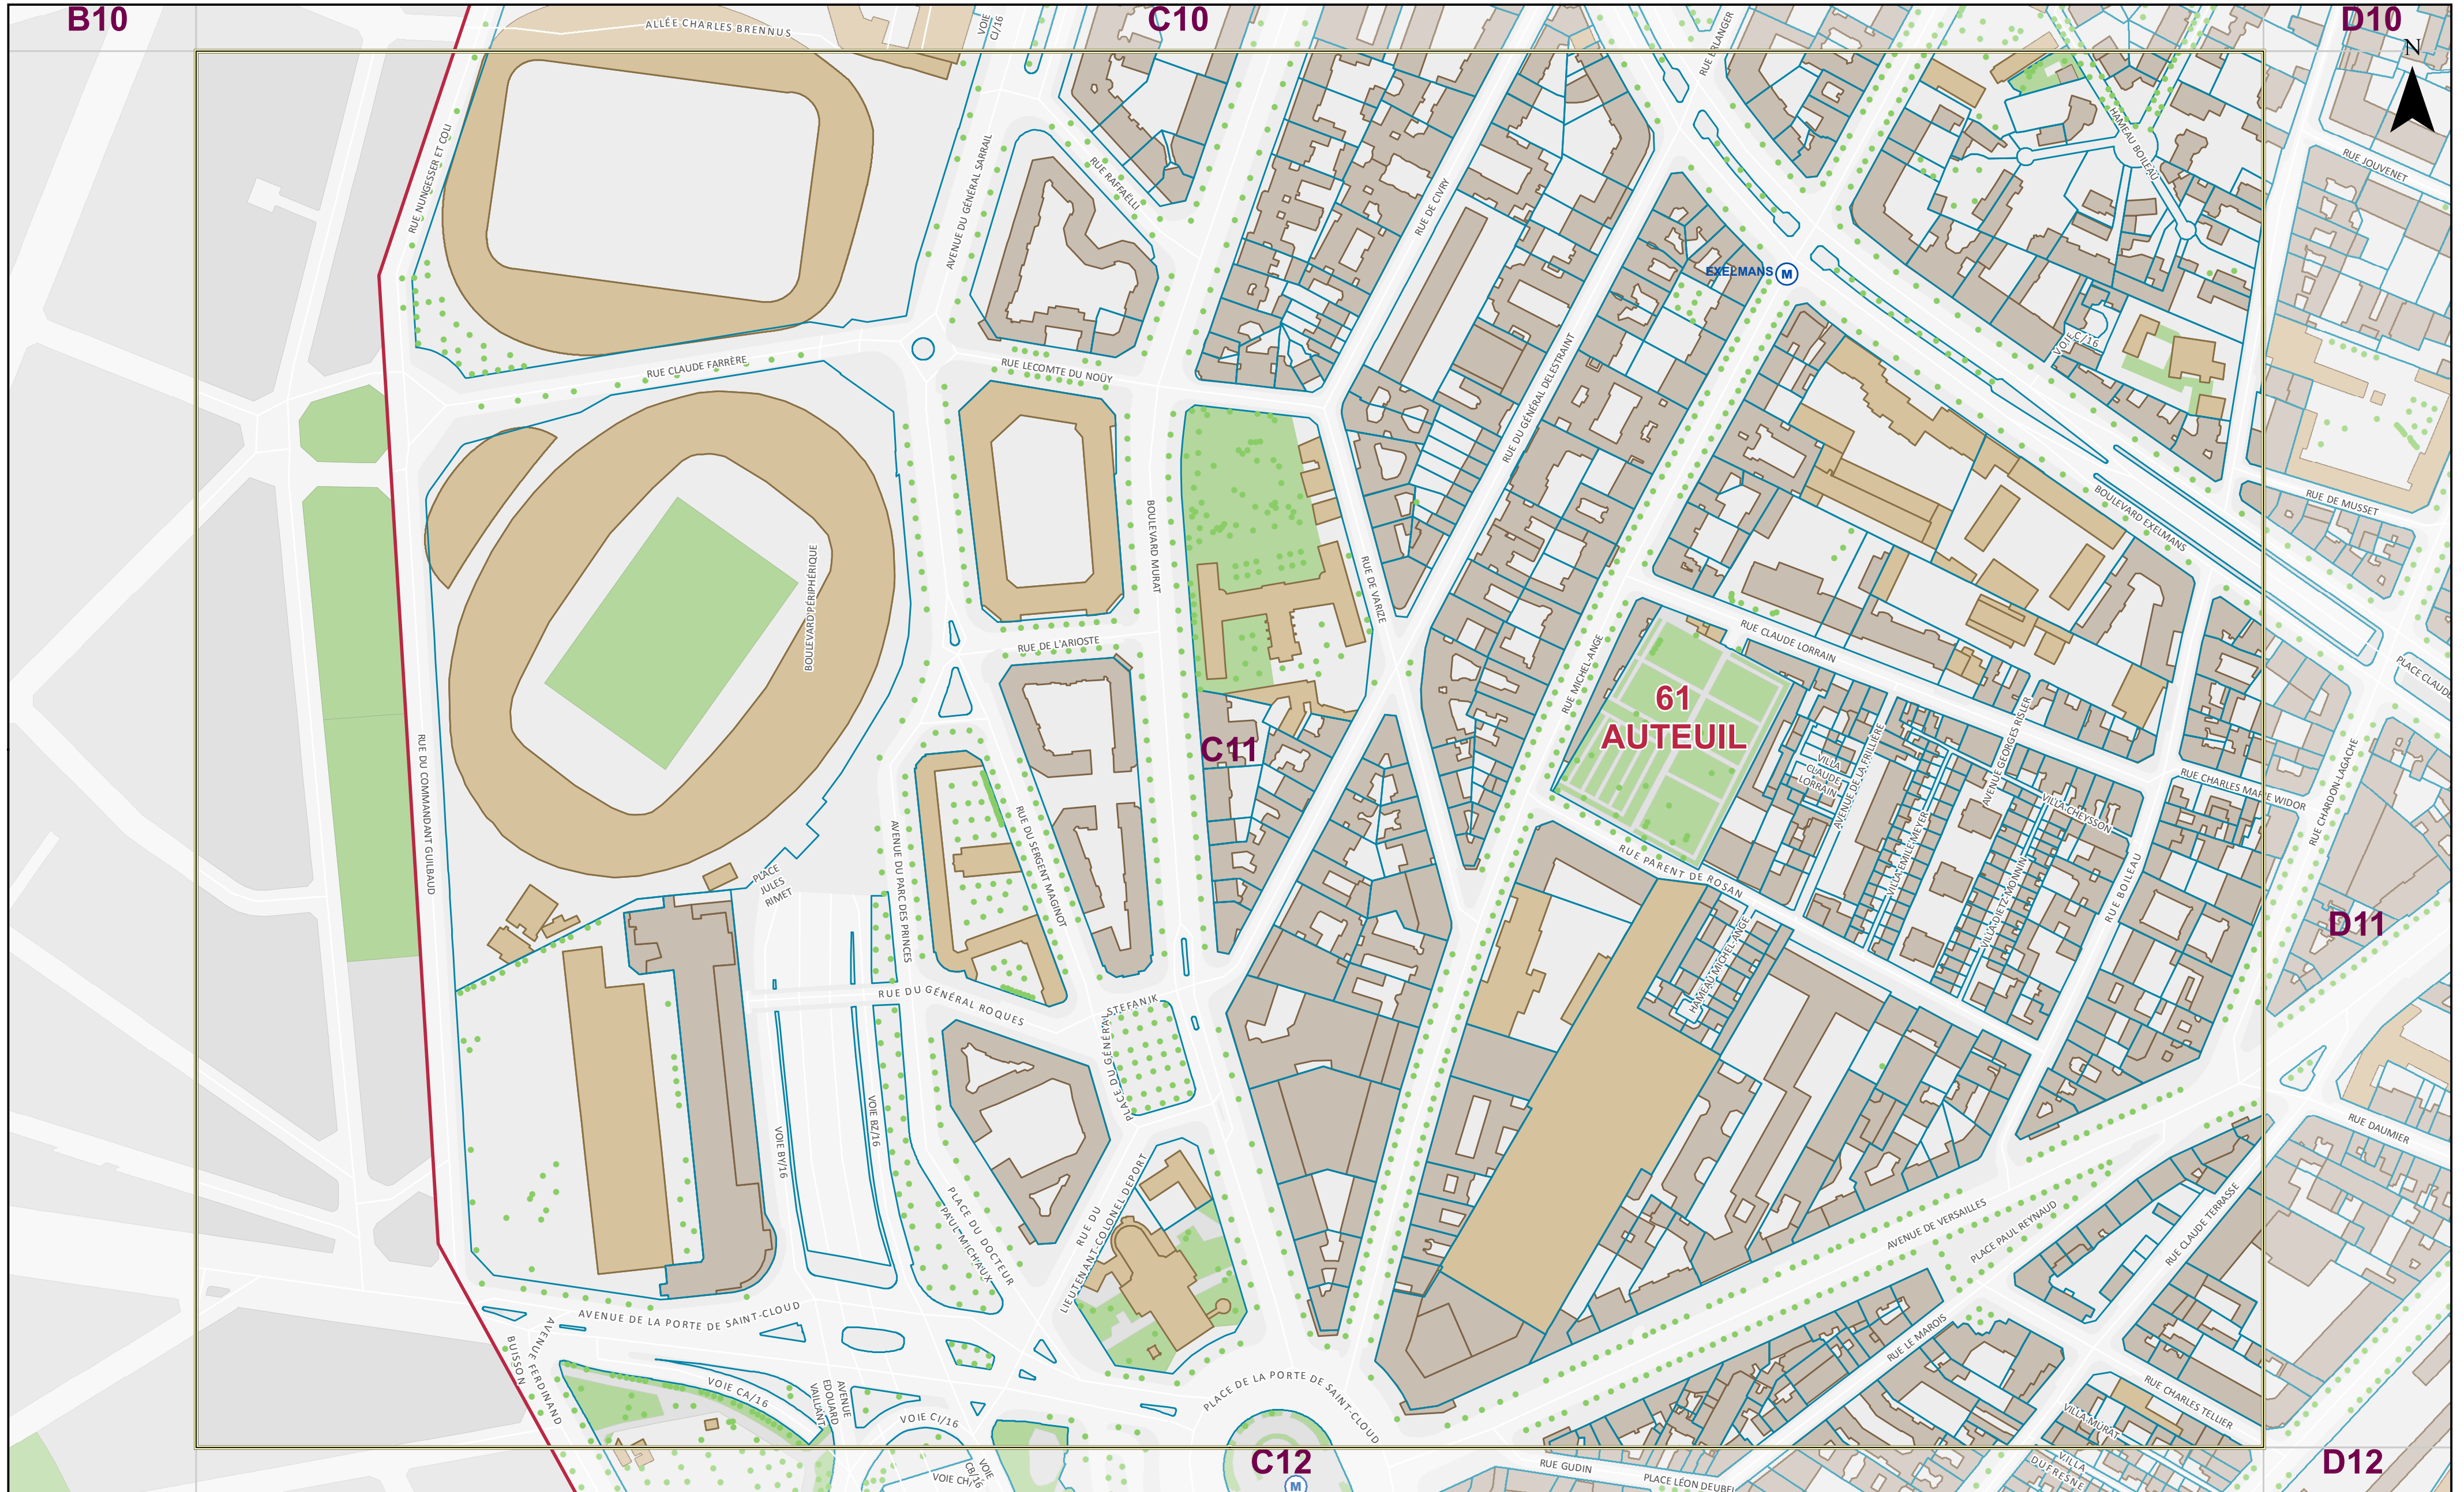 B10
C10
D10
N
ALLÉE CHARLES BRENNUS
VOIE
CI/16
RUE ERLANGER
RUE NUNGESSER ET COLI
AVENUE DU GÉNÉRAL SARRAIL
RUE RAFFAËLLI
RUE DE CIVRY
HAMEAU BOILEAU
RUE JOUVENET
EXELMANS
M
VOIE C/16
RUE CLAUDE FARRÈRE
RUE LECOMTE DU NOÜY
RUE DU GÉNÉRAL DELESTRAINT
BOULEVARD EXELMANS
RUE DE MUSSET
BOULEVARD MURAT
BOULEVARD PÉRIPHÉRIQUE
RUE DE VARIZE
RUE DE L'ARIOSTE
RUE MICHEL-ANGE
RUE CLAUDE LORRAIN
PLACE CLAUDE
61
AUTEUIL
C11
RUE DU COMMANDANT GUILBAUD
VILLA
CLAUDE
LORRAIN
AVENUE DE LA FRILLIÈRE
AVENUE GEORGES RISLER
VILLA CHEYSSON
VILLA EMILE MEYER
VILLA DIETZ-MONNIN
RUE CHARLES MARIE WIDOR
RUE CHARDON-LAGACHE
RUE BOILEAU
RUE PARENT DE ROSAN
HAMEAU MICHEL-ANGE
D11
PLACE
JULES
RIMET
AVENUE DU PARC DES PRINCES
RUE DU SERGENT MAGINOT
RUE DU GÉNÉRAL ROQUES
PLACE DU GÉNÉRAL
STEFANIK
VOIE BY/16
VOIE BZ/16
PLACE DU DOCTEUR
PAUL MICHAUX
RUE DU
LIEUTENANT-COLONEL DEPORT
RUE DAUMIER
AVENUE DE VERSAILLES
PLACE PAUL REYNAUD
RUE CLAUDE TERRASSE
AVENUE DE LA PORTE DE SAINT-CLOUD
AVENUE FERDINAND
BUISSON
VOIE CA/16
AVENUE
EDOUARD
VAILLANT
VOIE CI/16
PLACE DE LA PORTE DE SAINT-CLOUD
RUE LE MAROIS
RUE CHARLES TELLIER
VILLA MURAT
VILLA
DUFRESNE
VOIE CH/16
VOIE
CB/16
C12
M
RUE GUDIN
PLACE LÉON DEUBEL
D12